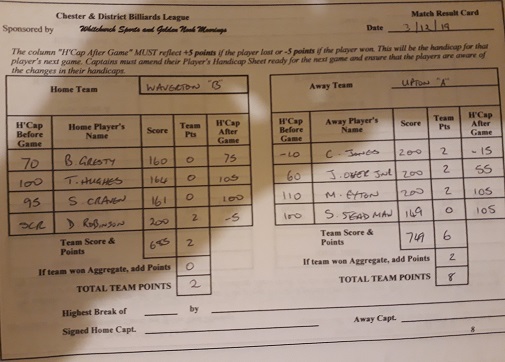 Chester & District Billiards League
Match Result Card
Sponsored by Whitchurch Sports and Golden Nook Moorings
Date 3/12/19
The column "H'Cap After Game" MUST reflect +5 points if the player lost or -5 points if the player won. This will be the handicap for that
player's next game. Captains must amend their Player's Handicap Sheet ready for the next game and ensure that the players are aware of
the changes in their handicaps.
Home Team WAVERTON "B"
Away Team UPTON "A"
H'Cap Before Game Home Player's Name Score Team Pts H'Cap After Game
H'Cap Before Game Away Player's Name Score Team Pts H'Cap After Game
70 B GRESTY 160 0 75
-10 C. JONES 200 2 -15
100 T. HUGHES 164 0 105
60 J. OVER JNR 200 2 55
95 S. CRAVEN 161 0 100
110 M. EYTON 200 2 105
SCR D ROBINSON 200 2 -5
100 S. STEADMAN 149 0 105
Team Score & Points 685 2
Team Score & Points 749 6
If team won Aggregate, add Points 0
If team won Aggregate, add Points 2
TOTAL TEAM POINTS 2
TOTAL TEAM POINTS 8
Highest Break of by
Signed Home Capt.
Away Capt.
8